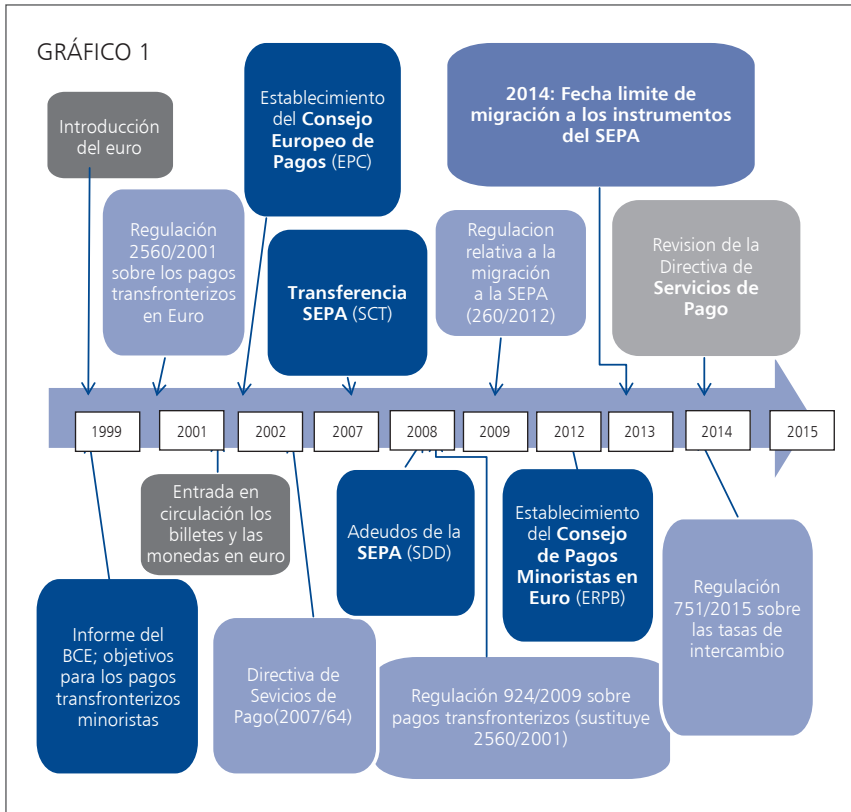 GRÁFICO 1
Introducción
del euro
Regulación
2560/2001
sobre los pagos
transfronterizos
en Euro
Establecimiento
del Consejo
Europeo de
Pagos (EPC)
Transferencia
SEPA (SCT)
Regulacion
relativa a la
migración
a la SEPA
(260/2012)
2014: Fecha limite de
migración a los instrumentos
del SEPA
Revision de la
Directiva de
Servicios de
Pago
1999
2001
2002
2007
2008
2009
2012
2013
2014
2015
Informe del
BCE; objetivos
para los pagos
transfronterizos
minoristas
Entrada en
circulación los
billetes y las
monedas en euro
Directiva de
Sevicios de
Pago(2007/64)
Adeudos de la
SEPA (SDD)
Regulación 924/2009 sobre
pagos transfronterizos (sustituye
2560/2001)
Establecimiento
del Consejo
de Pagos
Minoristas en
Euro (ERPB)
Regulación
751/2015 sobre
las tasas de
intercambio